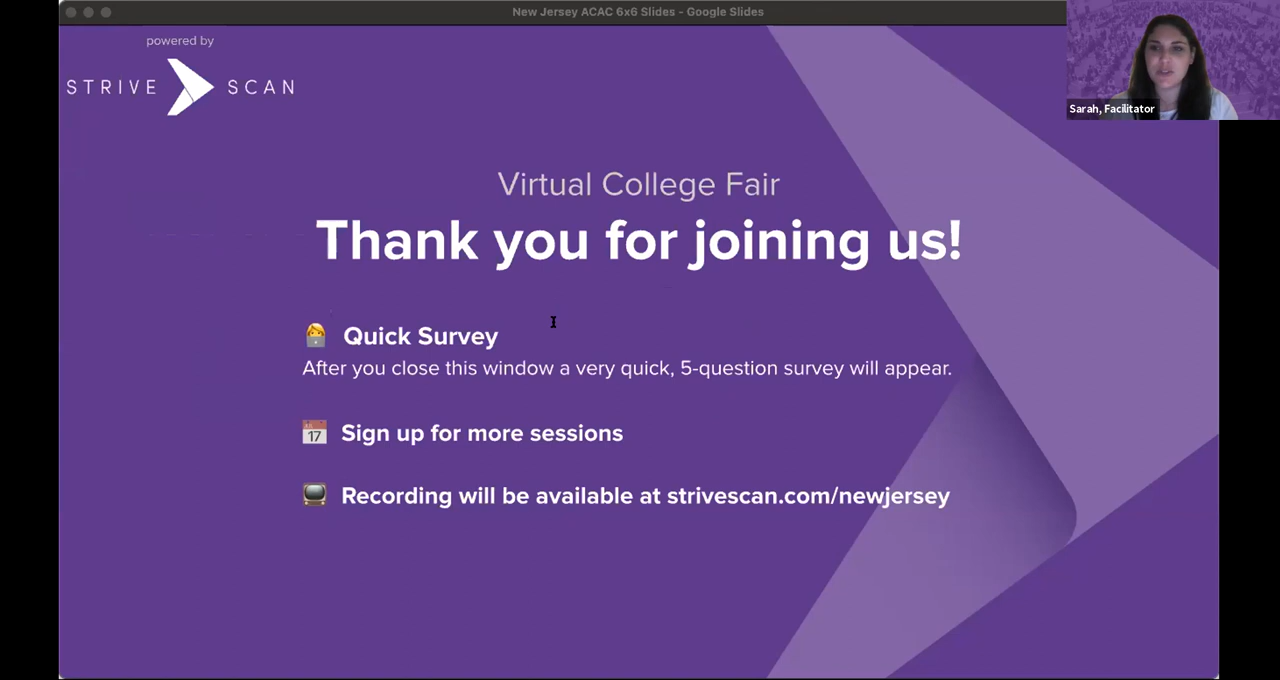 New Jersey ACAC 6x6 Slides - Google Slides
powered by
STRIVE SCAN
Sarah, Facilitator
Virtual College Fair
Thank you for joining us!
Quick Survey
After you close this window a very quick, 5-question survey will appear.
17
Sign up for more sessions
Recording will be available at strivescan.com/newjersey